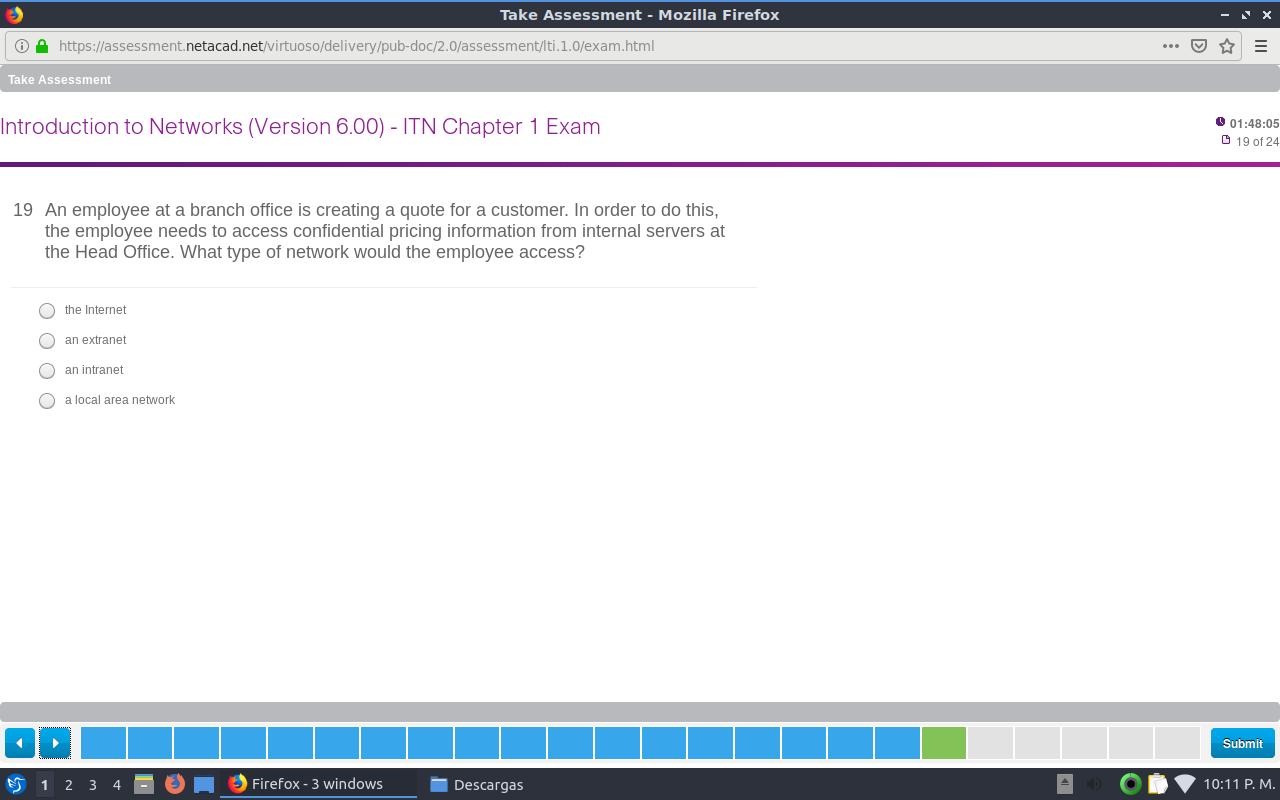 Take Assessment - Mozilla Firefox
https://assessment.netacad.net/virtuoso/delivery/pub-doc/2.0/assessment/lti.1.0/exam.html
Take Assessment
Introduction to Networks (Version 6.00) - ITN Chapter 1 Exam
01:48:05
19 of 24
19 An employee at a branch office is creating a quote for a customer. In order to do this,
the employee needs to access confidential pricing information from internal servers at
the Head Office. What type of network would the employee access?
the Internet
an extranet
an intranet
a local area network
Submit
1 2 3 4 Firefox - 3 windows Descargas 10:11 P. M.